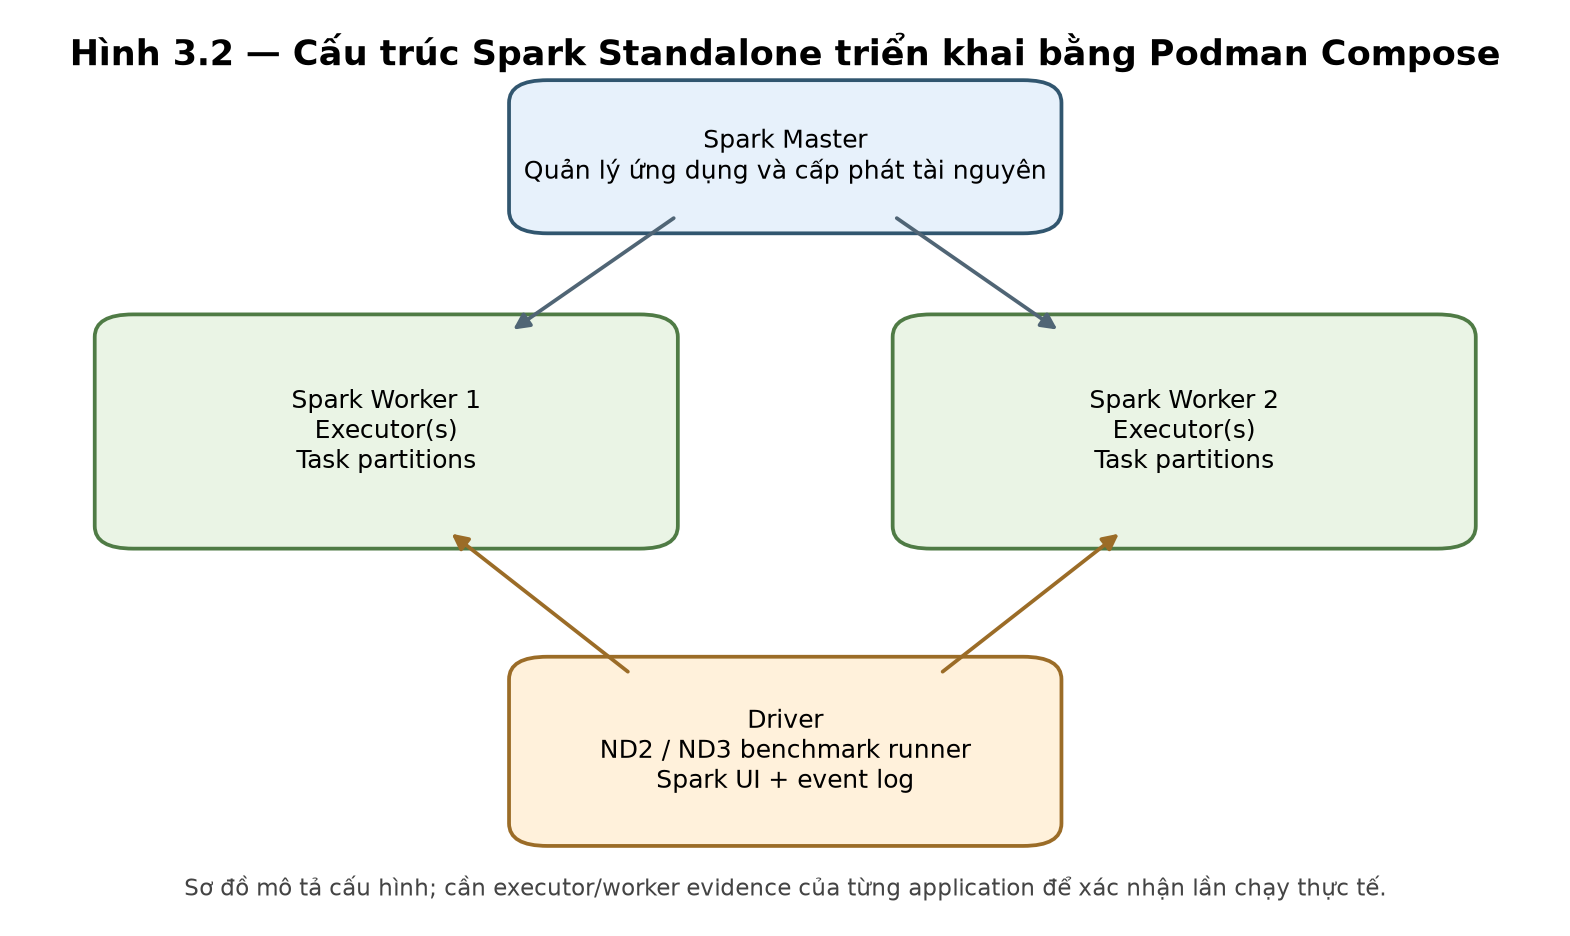 Hình 3.2 — Cấu trúc Spark Standalone triển khai bằng Podman Compose
Spark Master
Quản lý ứng dụng và cấp phát tài nguyên
Spark Worker 1
Executor(s)
Task partitions
Spark Worker 2
Executor(s)
Task partitions
Driver
ND2 / ND3 benchmark runner
Spark UI + event log
Sơ đồ mô tả cấu hình; cần executor/worker evidence của từng application để xác nhận lần chạy thực tế.